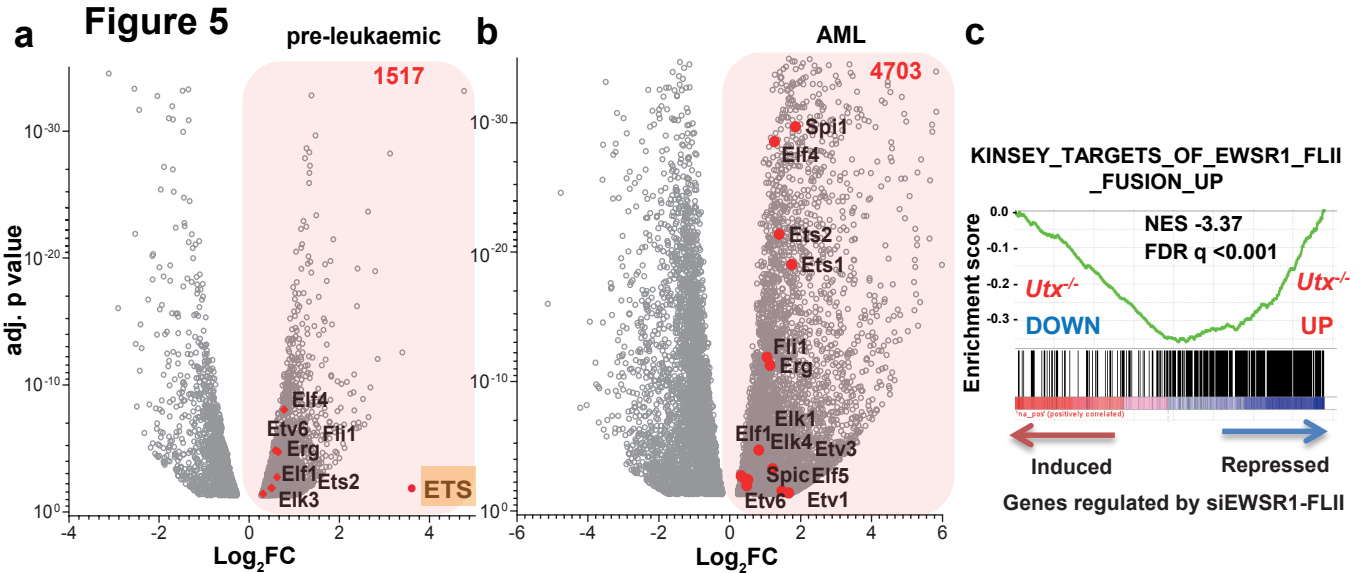 Figure 5
a
pre-leukaemic
1517
adj. p value
10-30
10-20
10-10
10⁰
Elf4
Etv6
Fli1
Erg
Elf1
Ets2
Elk3
ETS
-4
-2
0
2
4
Log₂FC
b
AML
4703
10-30
10-20
10-10
10⁰
Spi1
Elf4
Ets2
Ets1
Fli1
Erg
Elk1
Elf1
Elk4
Etv3
Spic
Elf5
Etv6
Etv1
-6
-4
-2
0
2
4
6
Log₂FC
c
KINSEY_TARGETS_OF_EWSR1_FLII
_FUSION_UP
Enrichment score
0.0
-0.1
-0.2
-0.3
NES -3.37
FDR q <0.001
Utx-/-
DOWN
Utx-/-
UP
'na_pos' (positively correlated)
Induced
Repressed
Genes regulated by siEWSR1-FLII